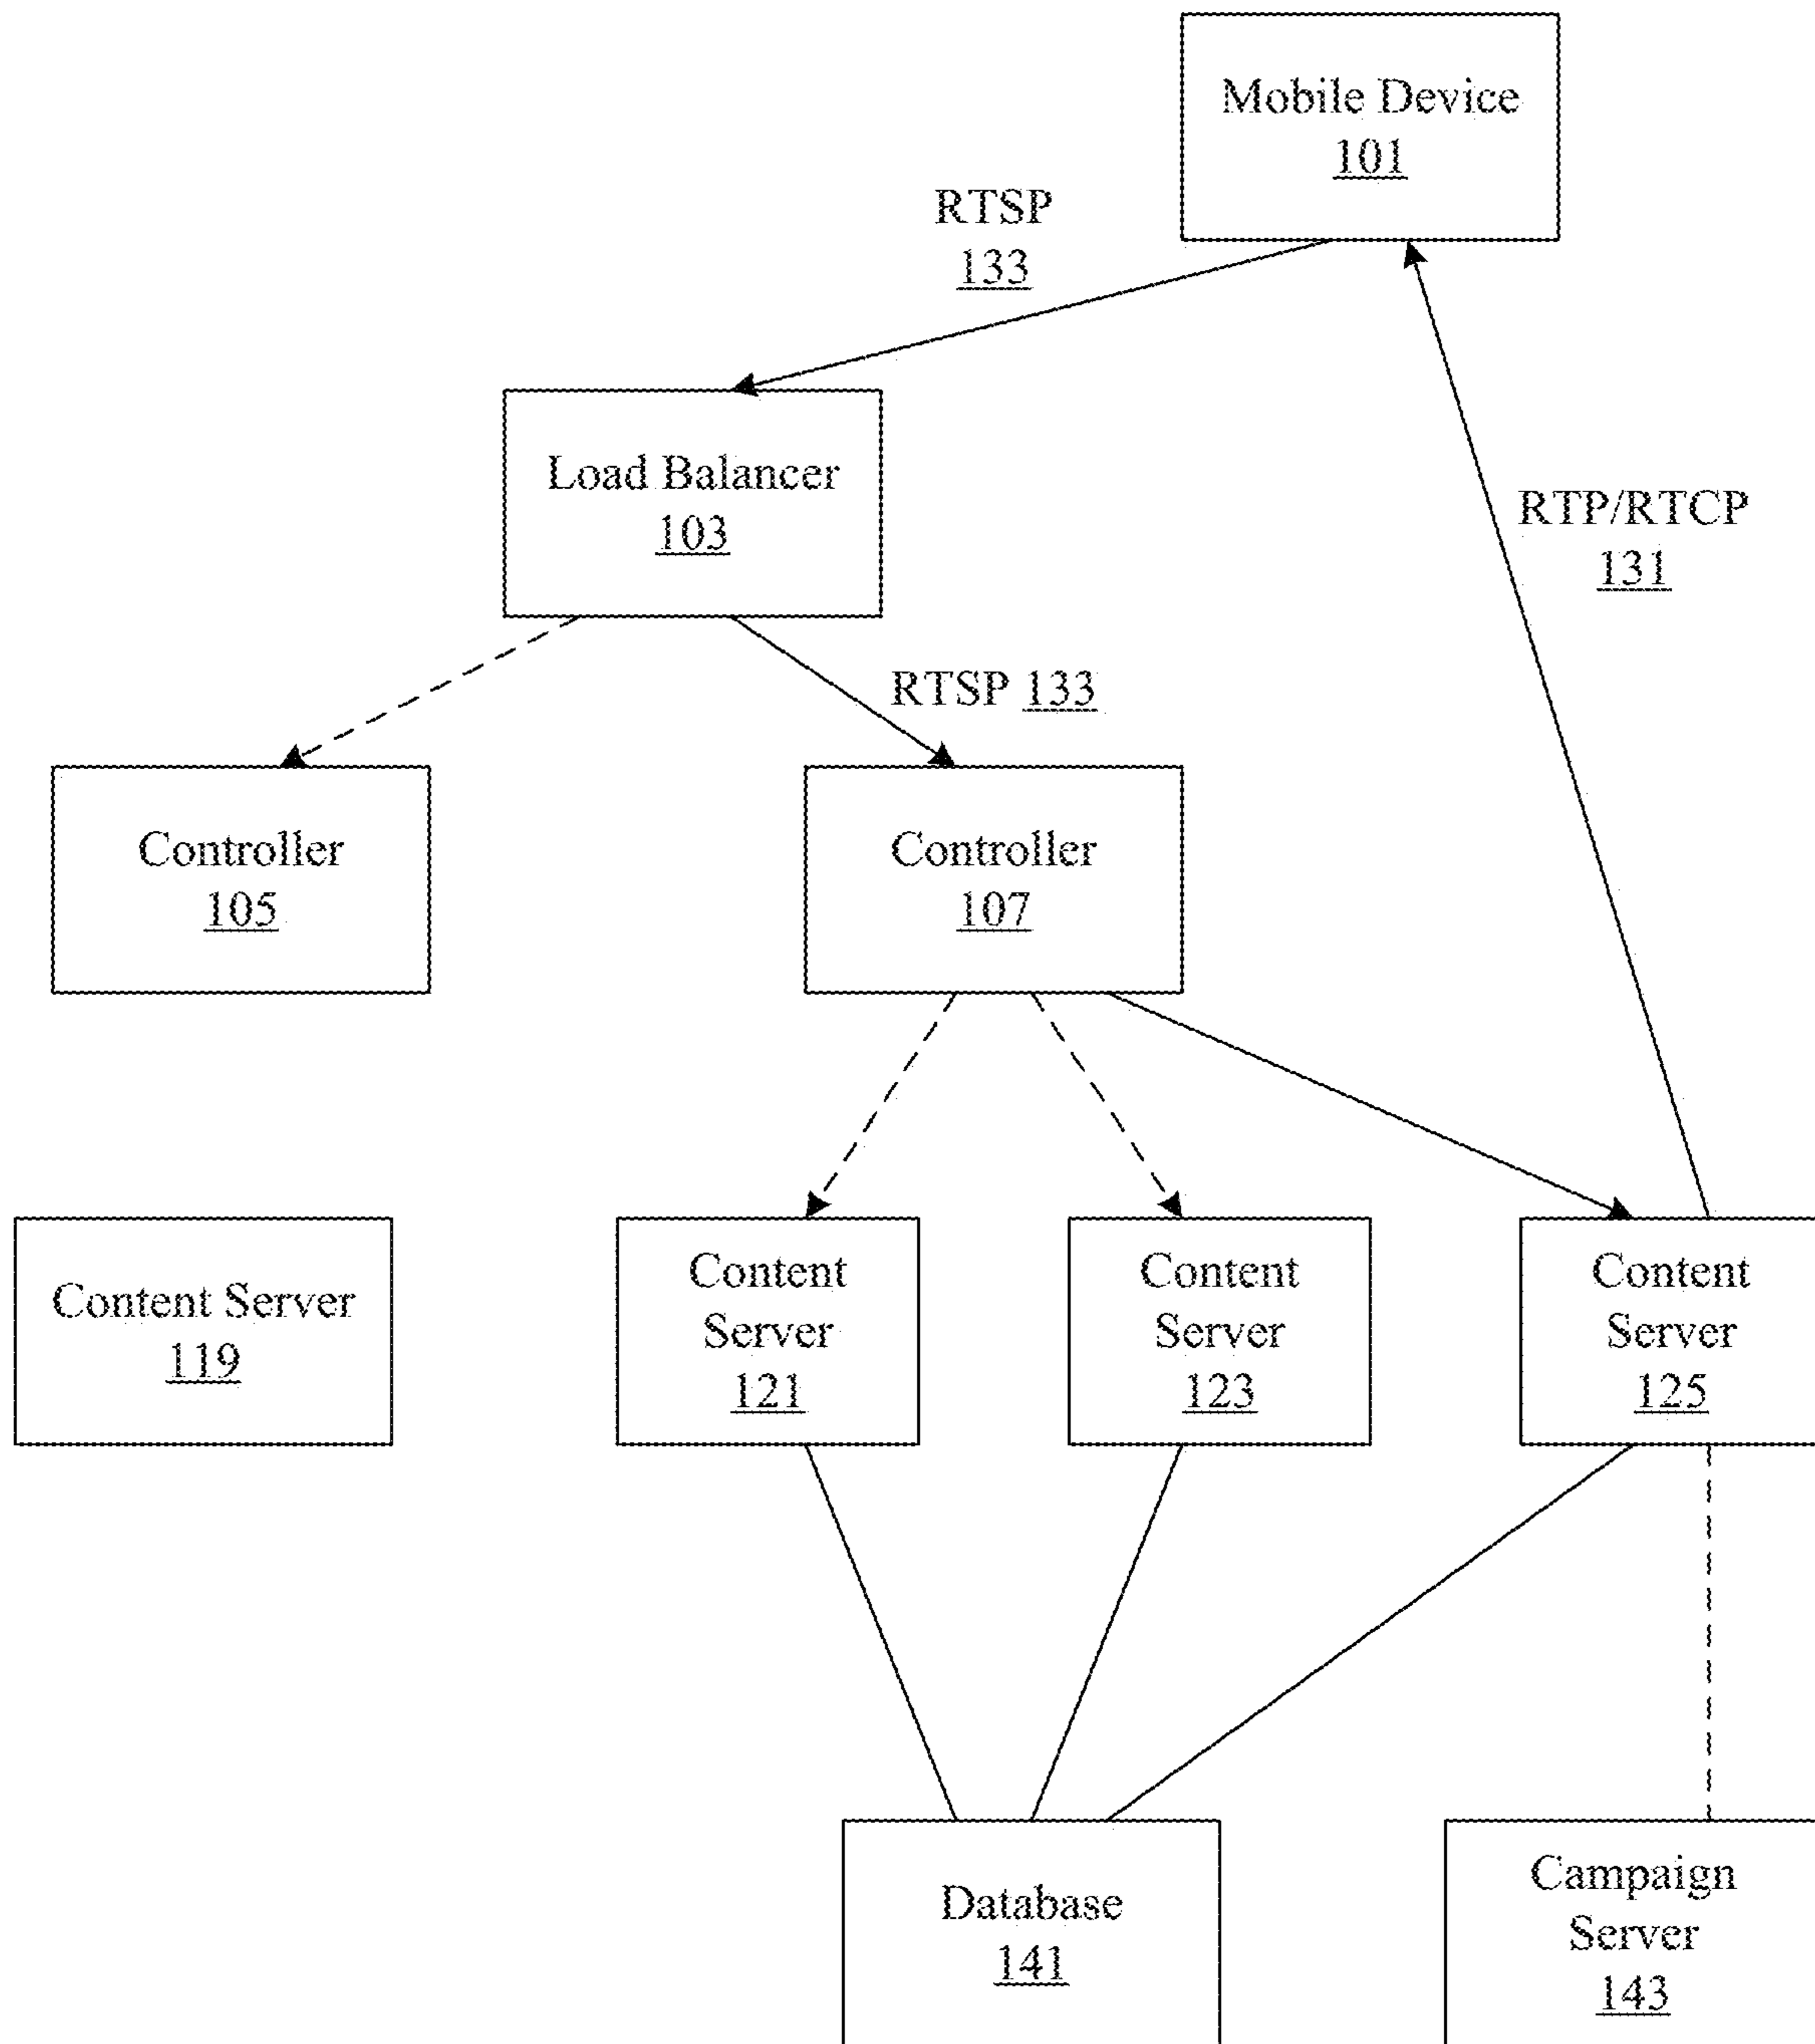 Mobile Device
101
RTSP
133
Load Balancer
103
RTP/RTCP
131
RTSP 133
Controller
105
Controller
107
Content Server
119
Content
Server
121
Content
Server
123
Content
Server
125
Database
141
Campaign
Server
143